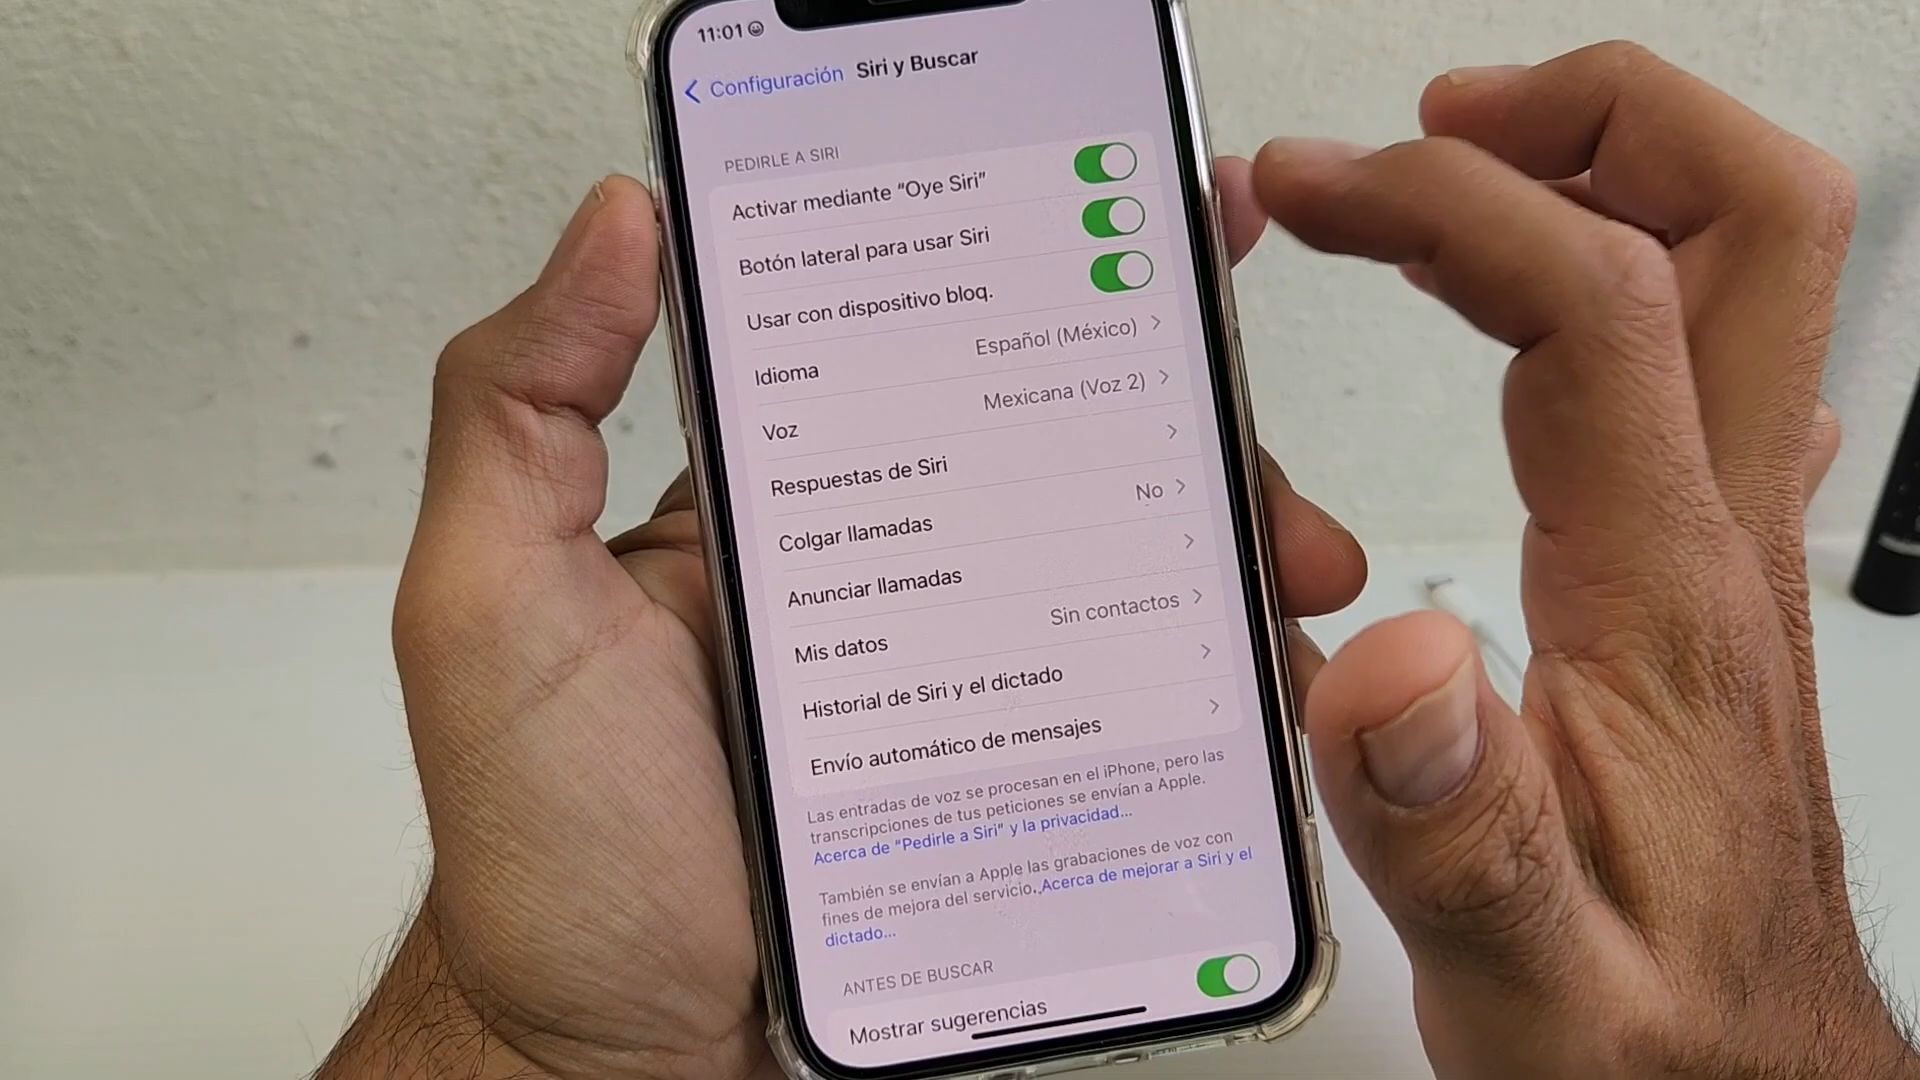 11:01
Configuración Siri y Buscar
PEDIRLE A SIRI
Activar mediante “Oye Siri”
Botón lateral para usar Siri
Usar con dispositivo bloq.
Idioma Español (México)
Voz Mexicana (Voz 2)
Respuestas de Siri
Colgar llamadas No
Anunciar llamadas
Mis datos Sin contactos
Historial de Siri y el dictado
Envío automático de mensajes
Las entradas de voz se procesan en el iPhone, pero las
transcripciones de tus peticiones se envían a Apple.
Acerca de “Pedirle a Siri” y la privacidad...
También se envían a Apple las grabaciones de voz con
fines de mejora del servicio. Acerca de mejorar a Siri y el
dictado...
ANTES DE BUSCAR
Mostrar sugerencias